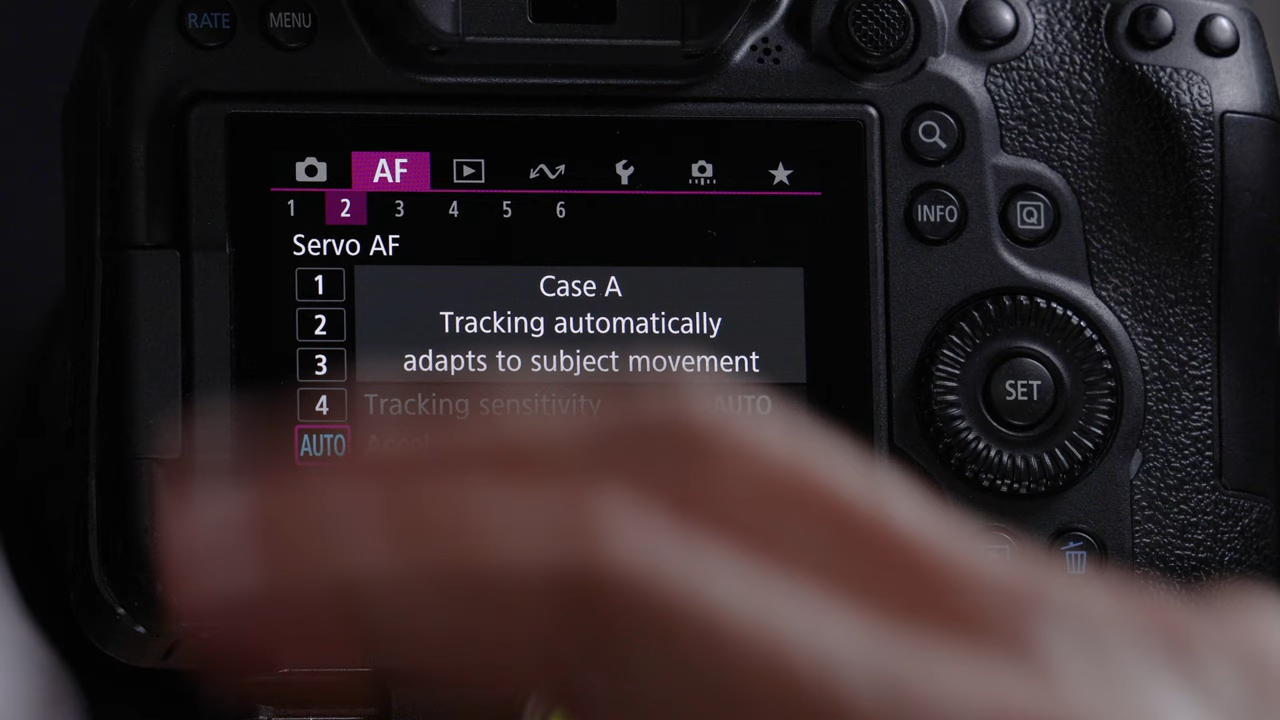 RATE MENU
AF
1 2 3 4 5 6
INFO Q
Servo AF
1 Case A
2 Tracking automatically
3 adapts to subject movement
SET
4 Tracking sensitivity AUTO
AUTO